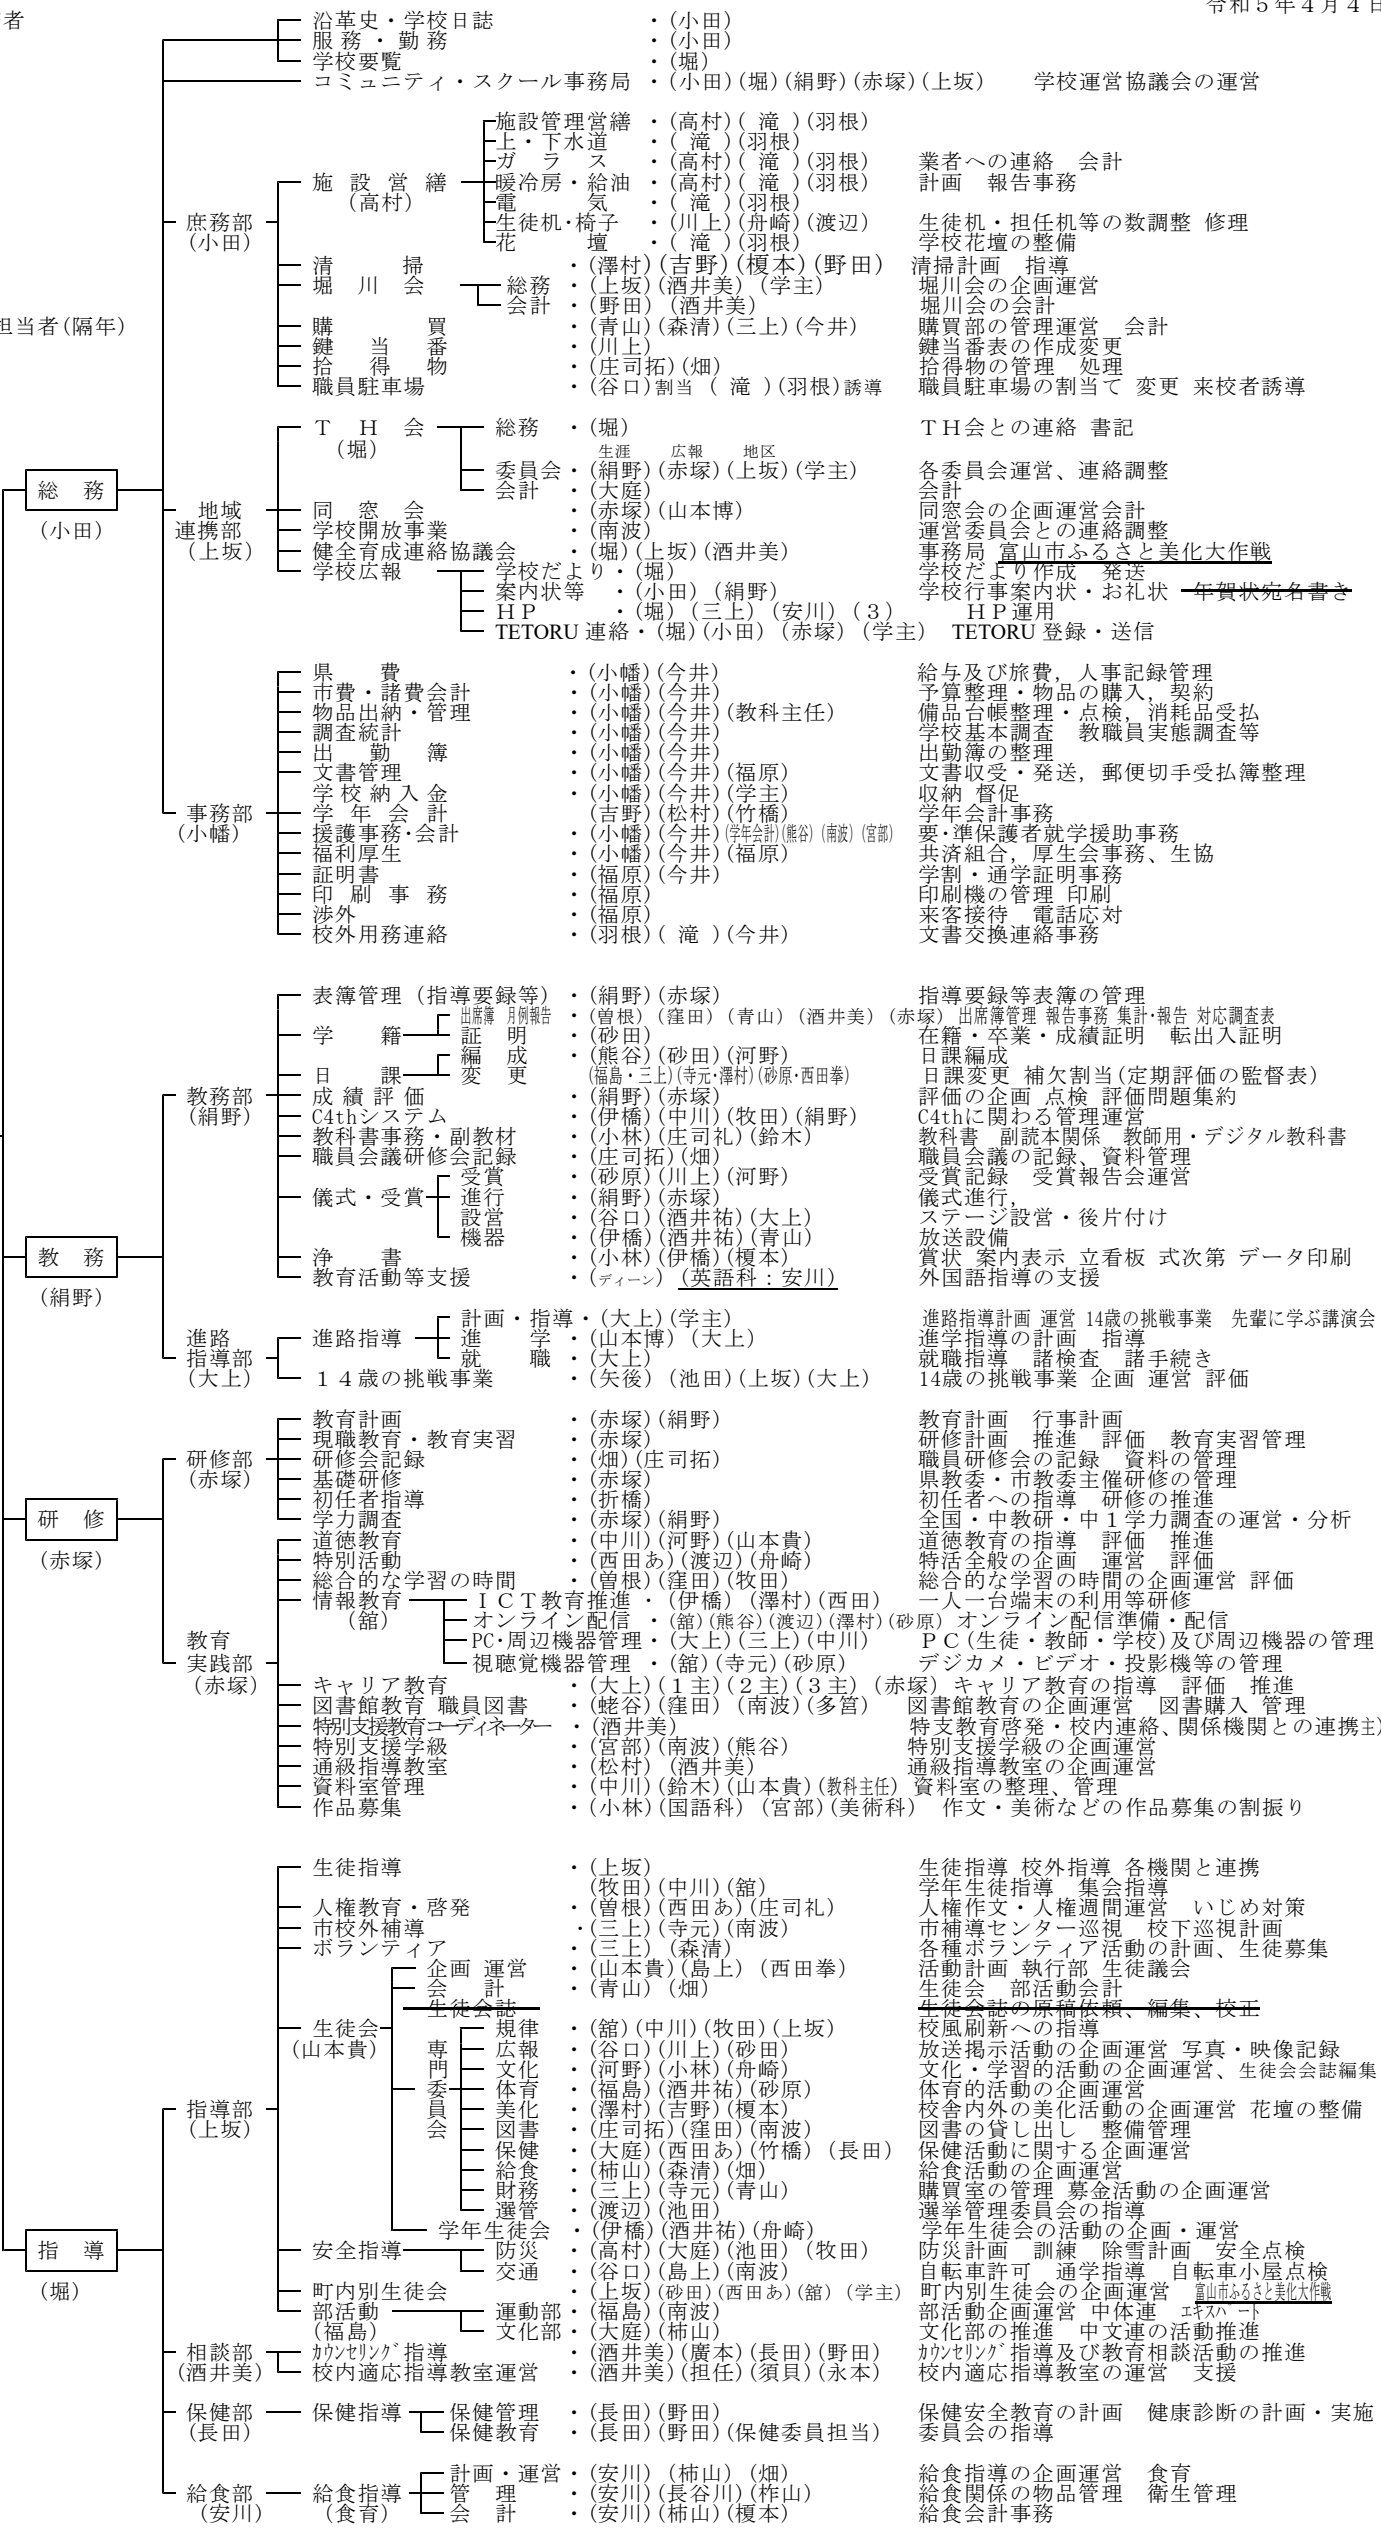 者
令和５年４月４日
沿革史・学校日誌 ・(小田)
服務・勤務 ・(小田)
学校要覧 ・(堀)
コミュニティ・スクール事務局 ・(小田)(堀)(絹野)(赤塚)(上坂) 学校運営協議会の運営
施設管理営繕 ・(高村)( 滝 )(羽根)
上・下水道 ・( 滝 )(羽根)
ガラス ・(高村)( 滝 )(羽根) 業者への連絡 会計
施設営繕 暖冷房・給油 ・(高村)( 滝 )(羽根) 計画 報告事務
(高村) 電気 ・( 滝 )(羽根)
庶務部 生徒机・椅子 ・(川上)(舟崎)(渡辺) 生徒机・担任机等の数調整 修理
(小田) 花壇 ・( 滝 )(羽根) 学校花壇の整備
清掃 ・(澤村)(吉野)(榎本)(野田) 清掃計画 指導
堀川会 総務 ・(上坂)(酒井美)(学主) 堀川会の企画運営
会計 ・(野田)(酒井美) 堀川会の会計
担当者(隔年) 購買 ・(青山)(森清)(三上)(今井) 購買部の管理運営 会計
鍵当番 ・(川上) 鍵当番表の作成変更
拾得物 ・(庄司拓)(畑) 拾得物の管理 処理
職員駐車場 ・(谷口)割当 ( 滝 )(羽根)誘導 職員駐車場の割当て 変更 来校者誘導
ＴＨ会 総務 ・(堀) ＴＨ会との連絡 書記
(堀) 生涯 広報 地区
委員会・(絹野)(赤塚)(上坂)(学主) 各委員会運営、連絡調整
総務 会計 ・(大庭) 会計
地域 同窓会 ・(赤塚)(山本博) 同窓会の企画運営会計
(小田) 連携部 学校開放事業 ・(南波) 運営委員会との連絡調整
(上坂) 健全育成連絡協議会 ・(堀)(上坂)(酒井美) 事務局 富山市ふるさと美化大作戦
学校広報 学校だより・(堀) 学校だより作成 発送
案内状等 ・(小田)(絹野) 学校行事案内状・お礼状 年賀状宛名書き
ＨＰ ・(堀)(三上)(安川)(３) ＨＰ運用
TETORU 連絡・(堀)(小田)(赤塚)(学主) TETORU 登録・送信
県費 ・(小幡)(今井) 給与及び旅費，人事記録管理
市費・諸費会計 ・(小幡)(今井) 予算整理・物品の購入，契約
物品出納・管理 ・(小幡)(今井)(教科主任) 備品台帳整理・点検，消耗品受払
調査統計 ・(小幡)(今井) 学校基本調査 教職員実態調査等
出勤簿 ・(小幡)(今井) 出勤簿の整理
文書管理 ・(小幡)(今井)(福原) 文書収受・発送，郵便切手受払簿整理
学校納入金 ・(小幡)(今井)(学主) 収納 督促
事務部 学年会計 (吉野)(松村)(竹橋) 学年会計事務
(小幡) 援護事務・会計 ・(小幡)(今井)(学年会計)(熊谷)(南波)(宮部) 要・準保護者就学援助事務
福利厚生 ・(小幡)(今井)(福原) 共済組合，厚生会事務、生協
証明書 ・(福原)(今井) 学割・通学証明事務
印刷事務 ・(福原) 印刷機の管理 印刷
渉外 ・(福原) 来客接待 電話応対
校外用務連絡 ・(羽根)( 滝 )(今井) 文書交換連絡事務
表簿管理(指導要録等) ・(絹野)(赤塚) 指導要録等表簿の管理
出席簿 月例報告 ・(曽根)(窪田)(青山)(酒井美)(赤塚) 出席簿管理 報告事務 集計・報告 対応調査表
学籍 証明 ・(砂田) 在籍・卒業・成績証明 転出入証明
編成 ・(熊谷)(砂田)(河野) 日課編成
日課 変更 (福島・三上)(寺元・澤村)(砂原・西田拳) 日課変更 補欠割当(定期評価の監督表)
教務部 成績評価 ・(絹野)(赤塚) 評価の企画 点検 評価問題集約
(絹野) C4thシステム ・(伊橋)(中川)(牧田)(絹野) C4thに関わる管理運営
教科書事務・副教材 ・(小林)(庄司礼)(鈴木) 教科書 副読本関係 教師用・デジタル教科書
職員会議研修会記録 ・(庄司拓)(畑) 職員会議の記録、資料管理
受賞 ・(砂原)(川上)(河野) 受賞記録 受賞報告会運営
儀式・受賞 進行 ・(絹野)(赤塚) 儀式進行，
設営 ・(谷口)(酒井祐)(大上) ステージ設営・後片付け
機器 ・(伊橋)(酒井祐)(青山) 放送設備
教務 浄書 ・(小林)(伊橋)(榎本) 賞状 案内表示 立看板 式次第 データ印刷
教育活動等支援 ・(ディーン)(英語科：安川) 外国語指導の支援
(絹野)
計画・指導・(大上)(学主) 進路指導計画 運営 14歳の挑戦事業 先輩に学ぶ講演会
進路 進路指導 進学 ・(山本博)(大上) 進学指導の計画 指導
指導部 就職 ・(大上) 就職指導 諸検査 諸手続き
(大上) １４歳の挑戦事業 ・(矢後)(池田)(上坂)(大上) 14歳の挑戦事業 企画 運営 評価
教育計画 ・(赤塚)(絹野) 教育計画 行事計画
現職教育・教育実習 ・(赤塚) 研修計画 推進 評価 教育実習管理
研修部 研修会記録 ・(畑)(庄司拓) 職員研修会の記録 資料の管理
(赤塚) 基礎研修 ・(赤塚) 県教委・市教委主催研修の管理
初任者指導 ・(折橋) 初任者への指導 研修の推進
研修 学力調査 ・(赤塚)(絹野) 全国・中教研・中１学力調査の運営・分析
道徳教育 ・(中川)(河野)(山本貴) 道徳教育の指導 評価 推進
(赤塚) 特別活動 ・(西田あ)(渡辺)(舟崎) 特活全般の企画 運営 評価
総合的な学習の時間 ・(曽根)(窪田)(牧田) 総合的な学習の時間の企画運営 評価
情報教育 ＩＣＴ教育推進 ・(伊橋)(澤村)(西田) 一人一台端末の利用等研修
(舘) オンライン配信 ・(舘)(熊谷)(渡辺)(澤村)(砂原) オンライン配信準備・配信
教育 PC・周辺機器管理・(大上)(三上)(中川) ＰＣ(生徒・教師・学校)及び周辺機器の管理
実践部 視聴覚機器管理 ・(舘)(寺元)(砂原) デジカメ・ビデオ・投影機等の管理
(赤塚) キャリア教育 ・(大上)(１主)(２主)(３主)(赤塚) キャリア教育の指導 評価 推進
図書館教育 職員図書 ・(蛯谷)(窪田)(南波)(多筥) 図書館教育の企画運営 図書購入 管理
特別支援教育コーディネーター ・(酒井美) 特支教育啓発・校内連絡、関係機関との連携主)
特別支援学級 ・(宮部)(南波)(熊谷) 特別支援学級の企画運営
通級指導教室 ・(松村)(酒井美) 通級指導教室の企画運営
資料室管理 ・(中川)(鈴木)(山本貴)(教科主任) 資料室の整理、管理
作品募集 ・(小林)(国語科)(宮部)(美術科) 作文・美術などの作品募集の割振り
生徒指導 ・(上坂) 生徒指導 校外指導 各機関と連携
(牧田)(中川)(舘) 学年生徒指導 集会指導
人権教育・啓発 ・(曽根)(西田あ)(庄司礼) 人権作文・人権週間運営 いじめ対策
市校外補導 ・(三上)(寺元)(南波) 市補導センター巡視 校下巡視計画
ボランティア ・(三上)(森清) 各種ボランティア活動の計画、生徒募集
企画 運営 ・(山本貴)(島上)(西田拳) 活動計画 執行部 生徒議会
会計 ・(青山)(畑) 生徒会 部活動会計
生徒会誌 生徒会誌の原稿依頼、編集、校正
生徒会 規律 ・(舘)(中川)(牧田)(上坂) 校風刷新への指導
(山本貴) 専 広報 ・(谷口)(川上)(砂田) 放送掲示活動の企画運営 写真・映像記録
門 文化 ・(河野)(小林)(舟崎) 文化・学習的活動の企画運営、生徒会会誌編集
委 体育 ・(福島)(酒井祐)(砂原) 体育的活動の企画運営
指導部 員 美化 ・(澤村)(吉野)(榎本) 校舎内外の美化活動の企画運営 花壇の整備
(上坂) 会 図書 ・(庄司拓)(窪田)(南波) 図書の貸し出し 整備管理
保健 ・(大庭)(西田あ)(竹橋)(長田) 保健活動に関する企画運営
給食 ・(柿山)(森清)(畑) 給食活動の企画運営
財務 ・(三上)(寺元)(青山) 購買室の管理 募金活動の企画運営
選管 ・(渡辺)(池田) 選挙管理委員会の指導
学年生徒会 ・(伊橋)(酒井祐)(舟崎) 学年生徒会の活動の企画・運営
指導 安全指導 防災 ・(高村)(大庭)(池田)(牧田) 防災計画 訓練 除雪計画 安全点検
交通 ・(谷口)(島上)(南波) 自転車許可 通学指導 自転車小屋点検
(堀) 町内別生徒会 ・(上坂)(砂田)(西田あ)(舘)(学主) 町内別生徒会の企画運営 富山市ふるさと美化大作戦
部活動 運動部・(福島)(南波) 部活動企画運営 中体連 エキスパート
(福島) 文化部・(大庭)(柿山) 文化部の推進 中文連の活動推進
相談部 カウンセリング指導 ・(酒井美)(廣本)(長田)(野田) カウンセリング指導及び教育相談活動の推進
(酒井美) 校内適応指導教室運営 ・(酒井美)(担任)(須貝)(永本) 校内適応指導教室の運営 支援
保健部 保健指導 保健管理 ・(長田)(野田) 保健安全教育の計画 健康診断の計画・実施
(長田) 保健教育 ・(長田)(野田)(保健委員担当) 委員会の指導
計画・運営・(安川)(柿山)(畑) 給食指導の企画運営 食育
給食部 給食指導 管理 ・(安川)(長谷川)(柞山) 給食関係の物品管理 衛生管理
(安川) (食育) 会計 ・(安川)(柿山)(榎本) 給食会計事務